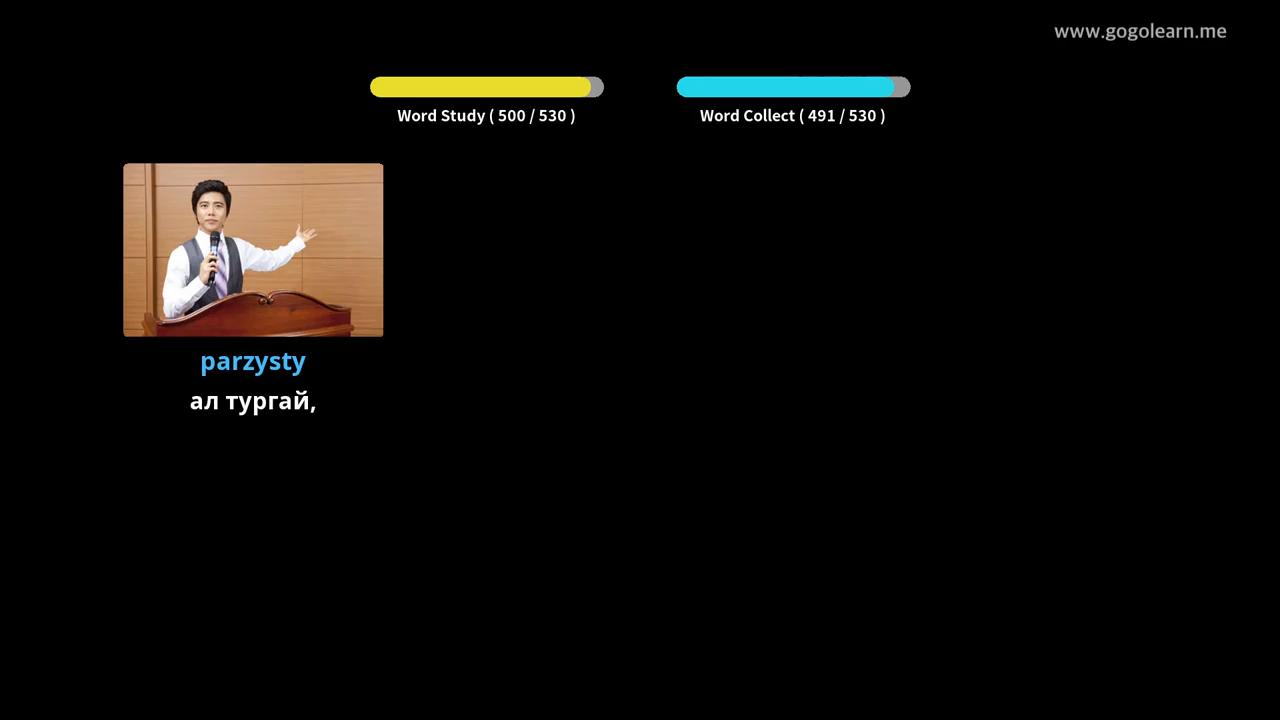 www.gogolearn.me
Word Study ( 500 / 530 )
Word Collect ( 491 / 530 )
parzysty
ал тургай,